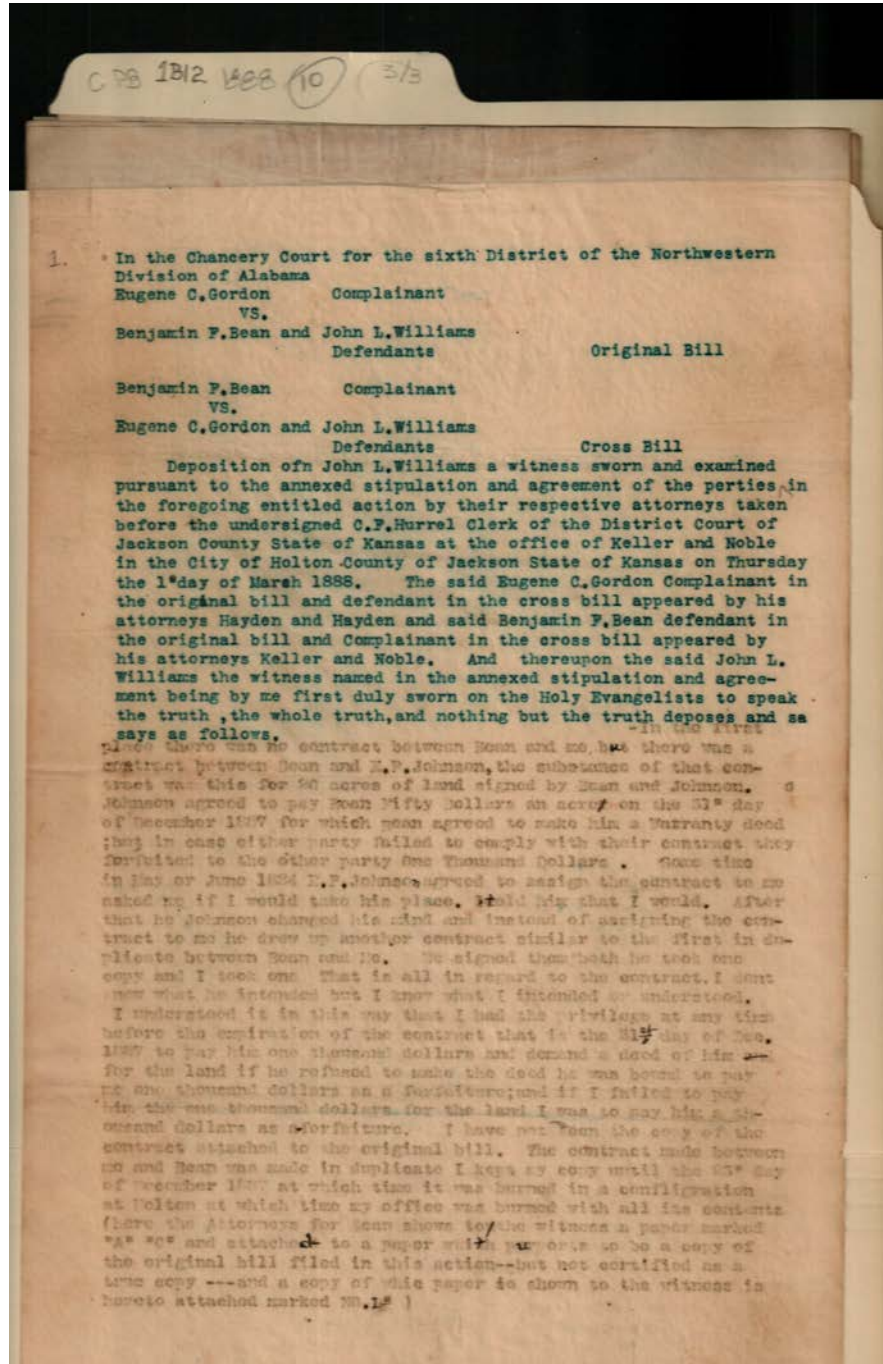 C PB 1B12 1888 10 3/3
1.
In the Chancery Court for the sixth District of the Northwestern
Division of Alabama
Eugene C.Gordon Complainant
VS.
Benjamin F.Bean and John L.Williams
Defendants Original Bill
Benjamin F.Bean Complainant
VS.
Eugene C.Gordon and John L.Williams
Defendants Cross Bill
Deposition ofn John L.Williams a witness sworn and examined
pursuant to the annexed stipulation and agreement of the perties in
the foregoing entitled action by their respective attorneys taken
before the undersigned C.F.Hurrel Clerk of the District Court of
Jackson County State of Kansas at the office of Keller and Noble
in the City of Holton County of Jackson State of Kansas on Thursday
the 1"day of Marsh 1888. The said Eugene C.Gordon Complainant in
the original bill and defendant in the cross bill appeared by his
attorneys Hayden and Hayden and said Benjamin F.Bean defendant in
the original bill and Complainant in the cross bill appeared by
his attorneys Keller and Noble. And thereupon the said John L.
Williams the witness named in the annexed stipulation and agree-
ment being by me first duly sworn on the Holy Evangelists to speak
the truth ,the whole truth,and nothing but the truth deposes and sa
says as follows. -In the first
place there was no contract between Bean and me,but there was a
contract between Bean and E.P.Johnson,the substance of that con-
tract was this for 20 acres of land signed by Bean and Johnson.
Johnson agreed to pay Bean Fifty Dollars an acre on the 31" day
of December 1887 for which Bean agreed to make him a Warranty deed
in case either party failed to comply with their contract they
forfeited to the other party One Thousand Dollars . Some time
in May or June 1884 E.P.Johnson agreed to assign the contract to me
asked me if I would take his place. I told him that I would. After
that he Johnson changed his mind and instead of assigning the con-
tract to me he drew up another contract similar to the first in du-
plicate between Bean and Me. He signed them both he took one
copy and I took one That is all in regard to the contract.I dont
know what he intended but I know what I intended or understood.
I understood it in this way that I had the privilege at any time
before the expiration of the contract that is the 31st day of Dec.
1887 to pay him one thousand dollars and demand a deed of him
for the land if he refused to make the deed he was bound to pay
me one thousand dollars as a forfeiture;and if I failed to pay
him the one thousand dollars for the land I was to pay him a th-
ousand dollars as aforfeiture. I have not seen the copy of the
contract attached to the original bill. The contract made between
me and Bean was made in duplicate I kept my copy until the 23" day
of December 1887 at which time it was burned in a confligration
at Holton at which time my office was burned with all its contents
(here the Attorneys for Bean shows to the witness a paper marked
"A" "C" and attached to a paper which purports to be a copy of
the original bill filed in this action--but not certified as a
true copy ---and a copy of whic paper is shown to the witness is
hereto attached marked NO.1" )